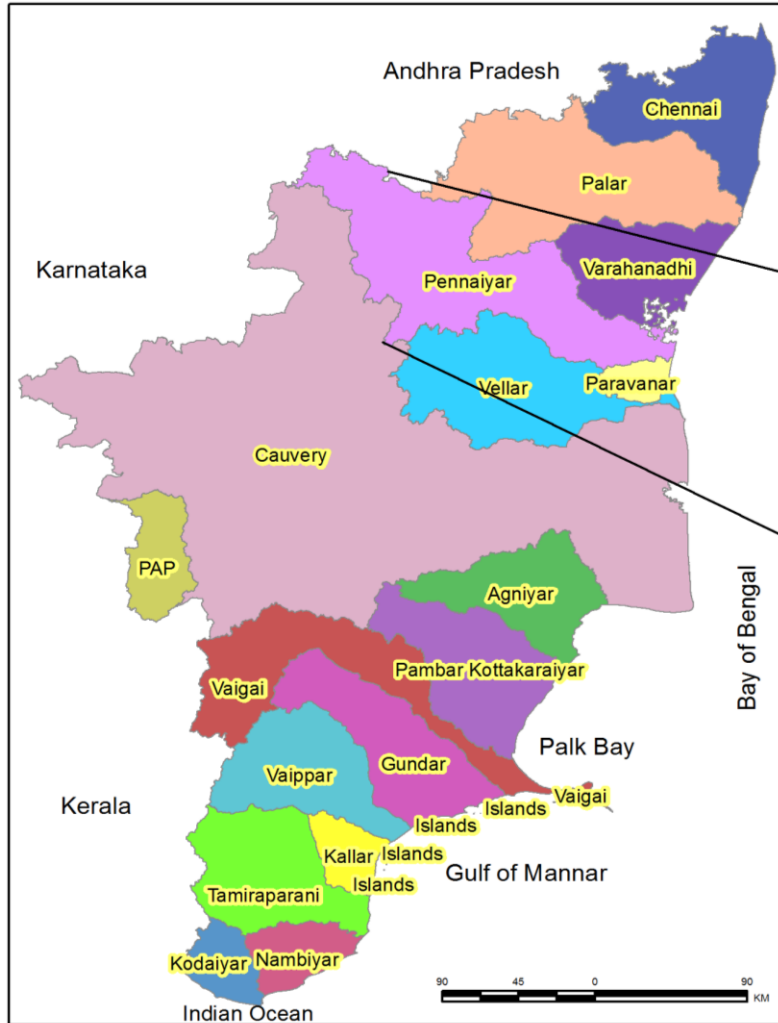 Andhra Pradesh
Chennai
Palar
Karnataka
Varahanadhi
Pennaiyar
Paravanar
Vellar
Cauvery
PAP
Agniyar
Bay of Bengal
Pambar Kottakaraiyar
Vaigai
Palk Bay
Gundar
Vaippar
Vaigai
Kerala
Islands
Islands
Kallar
Islands
Gulf of Mannar
Islands
Tamiraparani
Nambiyar
Kodaiyar
90 45 0 90
KM
Indian Ocean